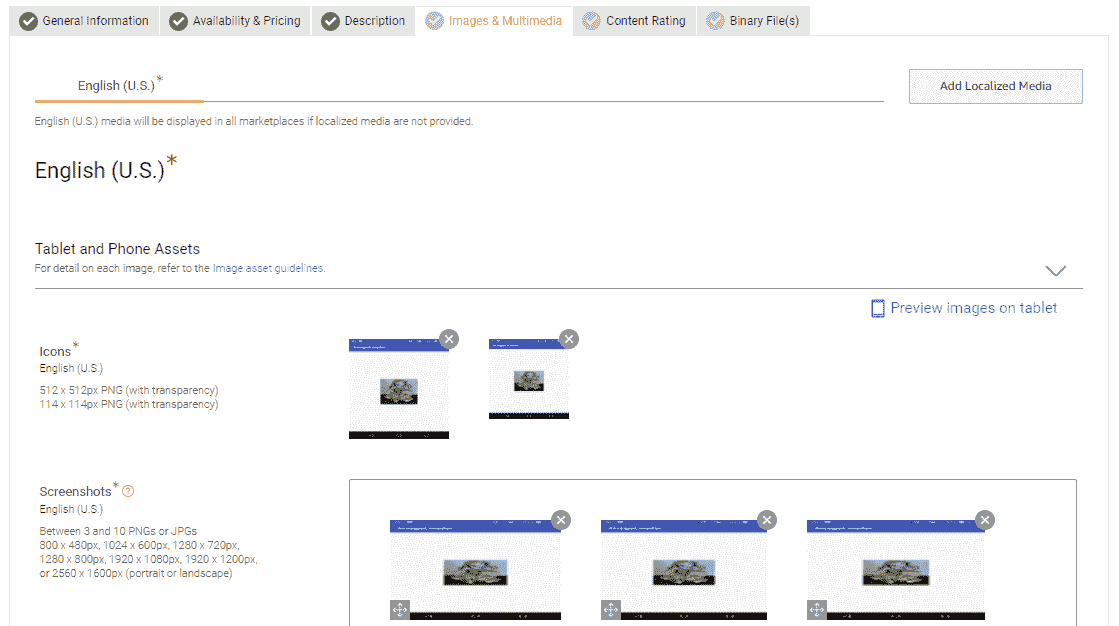 General Information
Availability & Pricing
Description
Images & Multimedia
Content Rating
Binary File(s)
English (U.S.)*
Add Localized Media
English (U.S.) media will be displayed in all marketplaces if localized media are not provided.
English (U.S.)*
Tablet and Phone Assets
For detail on each image, refer to the Image asset guidelines.
Preview images on tablet
Icons*
English (U.S.)
512 x 512px PNG (with transparency)
114 x 114px PNG (with transparency)
Screenshots* ?
English (U.S.)
Between 3 and 10 PNGs or JPGs
800 x 480px, 1024 x 600px, 1280 x 720px,
1280 x 800px, 1920 x 1080px, 1920 x 1200px,
or 2560 x 1600px (portrait or landscape)